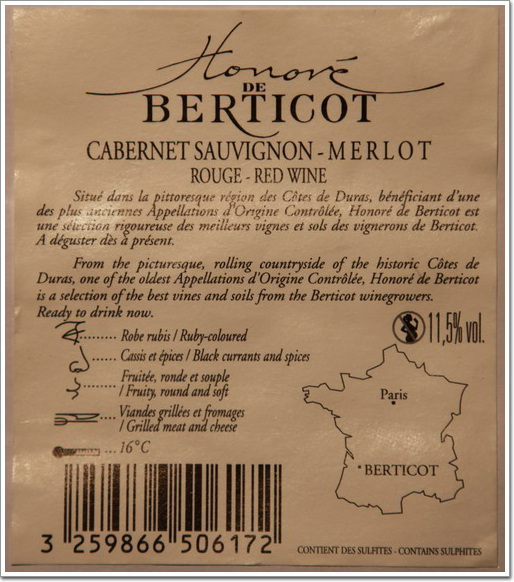 Honoré
DE
BERTICOT
CABERNET SAUVIGNON - MERLOT
ROUGE - RED WINE
Situé dans la pittoresque région des Côtes de Duras, bénéficiant d'une
des plus anciennes Appellations d'Origine Contrôlée, Honoré de Berticot est
une sélection rigoureuse des meilleurs vignes et sols des vignerons de Berticot.
A déguster dès à présent.
From the picturesque, rolling countryside of the historic Côtes de
Duras, one of the oldest Appellations d'Origine Contrôlée, Honoré de Berticot
is a selection of the best vines and soils from the Berticot winegrowers.
Ready to drink now.
11,5% vol.
........ Robe rubis / Ruby-coloured
........ Cassis et épices / Black currants and spices
........ Fruitée, ronde et souple
/ Fruity, round and soft
..... Viandes grillées et fromages
/ Grilled meat and cheese
... 16°C
Paris
BERTICOT
3 259866 506172
CONTIENT DES SULFITES - CONTAINS SULPHITES